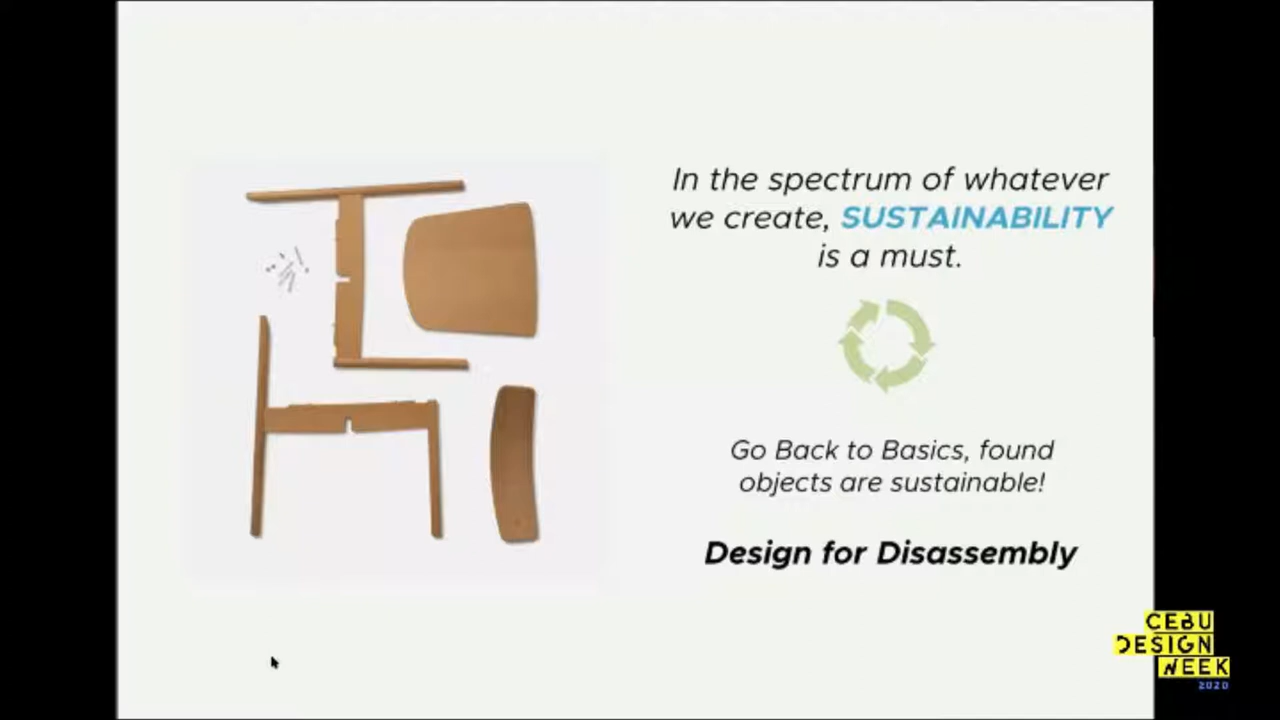 In the spectrum of whatever
we create, SUSTAINABILITY
is a must.
Go Back to Basics, found
objects are sustainable!
Design for Disassembly
CEBU
DESIGN
WEEK
2020